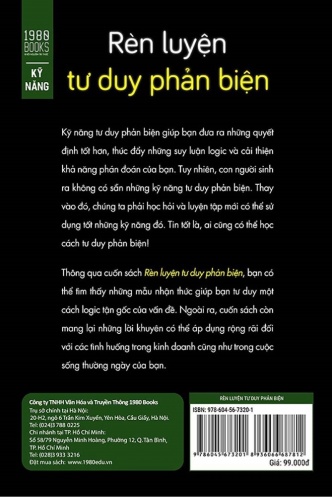 1980
BOOKS
KỸ
NĂNG
Rèn luyện
tư duy phản biện
Kỹ năng tư duy phản biện giúp bạn đưa ra những quyết
định tốt hơn, thúc đẩy những suy luận logic và cải thiện
khả năng phán đoán của bạn. Tuy nhiên, con người sinh
ra không có sẵn những kỹ năng tư duy phản biện. Thay
vào đó, chúng ta phải học hỏi và luyện tập mới có thể sử
dụng tốt những kỹ năng đó. Tin tốt là, ai cũng có thể học
cách tư duy phản biện!
Thông qua cuốn sách Rèn luyện tư duy phản biện, bạn có
thể tìm thấy những mẫu nhận thức giúp bạn tư duy một
cách logic tận gốc của vấn đề. Ngoài ra, cuốn sách còn
mang lại những lời khuyên có thể áp dụng rộng rãi đối
với các tình huống trong kinh doanh cũng như trong cuộc
sống thường ngày của bạn.
Công ty TNHH Văn Hóa và Truyền Thông 1980 Books
Trụ sở chính tại Hà Nội:
20-H2, ngõ 6 Trần Kim Xuyến, Yên Hòa, Cầu Giấy, Hà Nội.
Tel: (024)3 788 0225
Chi nhánh tại TP. Hồ Chí Minh:
Số 58/79 Nguyễn Minh Hoàng, Phường 12, Q.Tân Bình,
TP. Hồ Chí Minh
Tel: (028)3 933 3216
Đặt mua sách: www.1980edu.vn
RÈN LUYỆN TƯ DUY PHẢN BIỆN
ISBN: 978-604-56-7320-1
9786045673201
8936066687812
Giá: 99.000đ